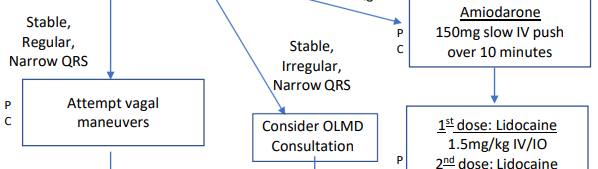 Stable,
Regular,
Narrow QRS
P
C
Attempt vagal
maneuvers
Stable,
Irregular,
Narrow QRS
Consider OLMD
Consultation
P
C
Amiodarone
150mg slow IV push
over 10 minutes
P
1st dose: Lidocaine
1.5mg/kg IV/IO
2nd dose: Lidocaine